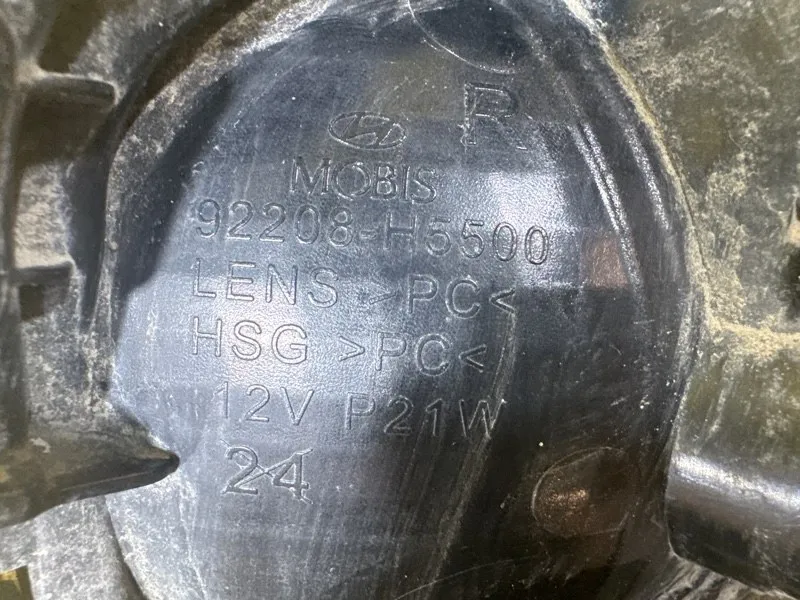 R
MOBIS
92208-H5500
LENS >PC<
HSG >PC<
12V P21W
24